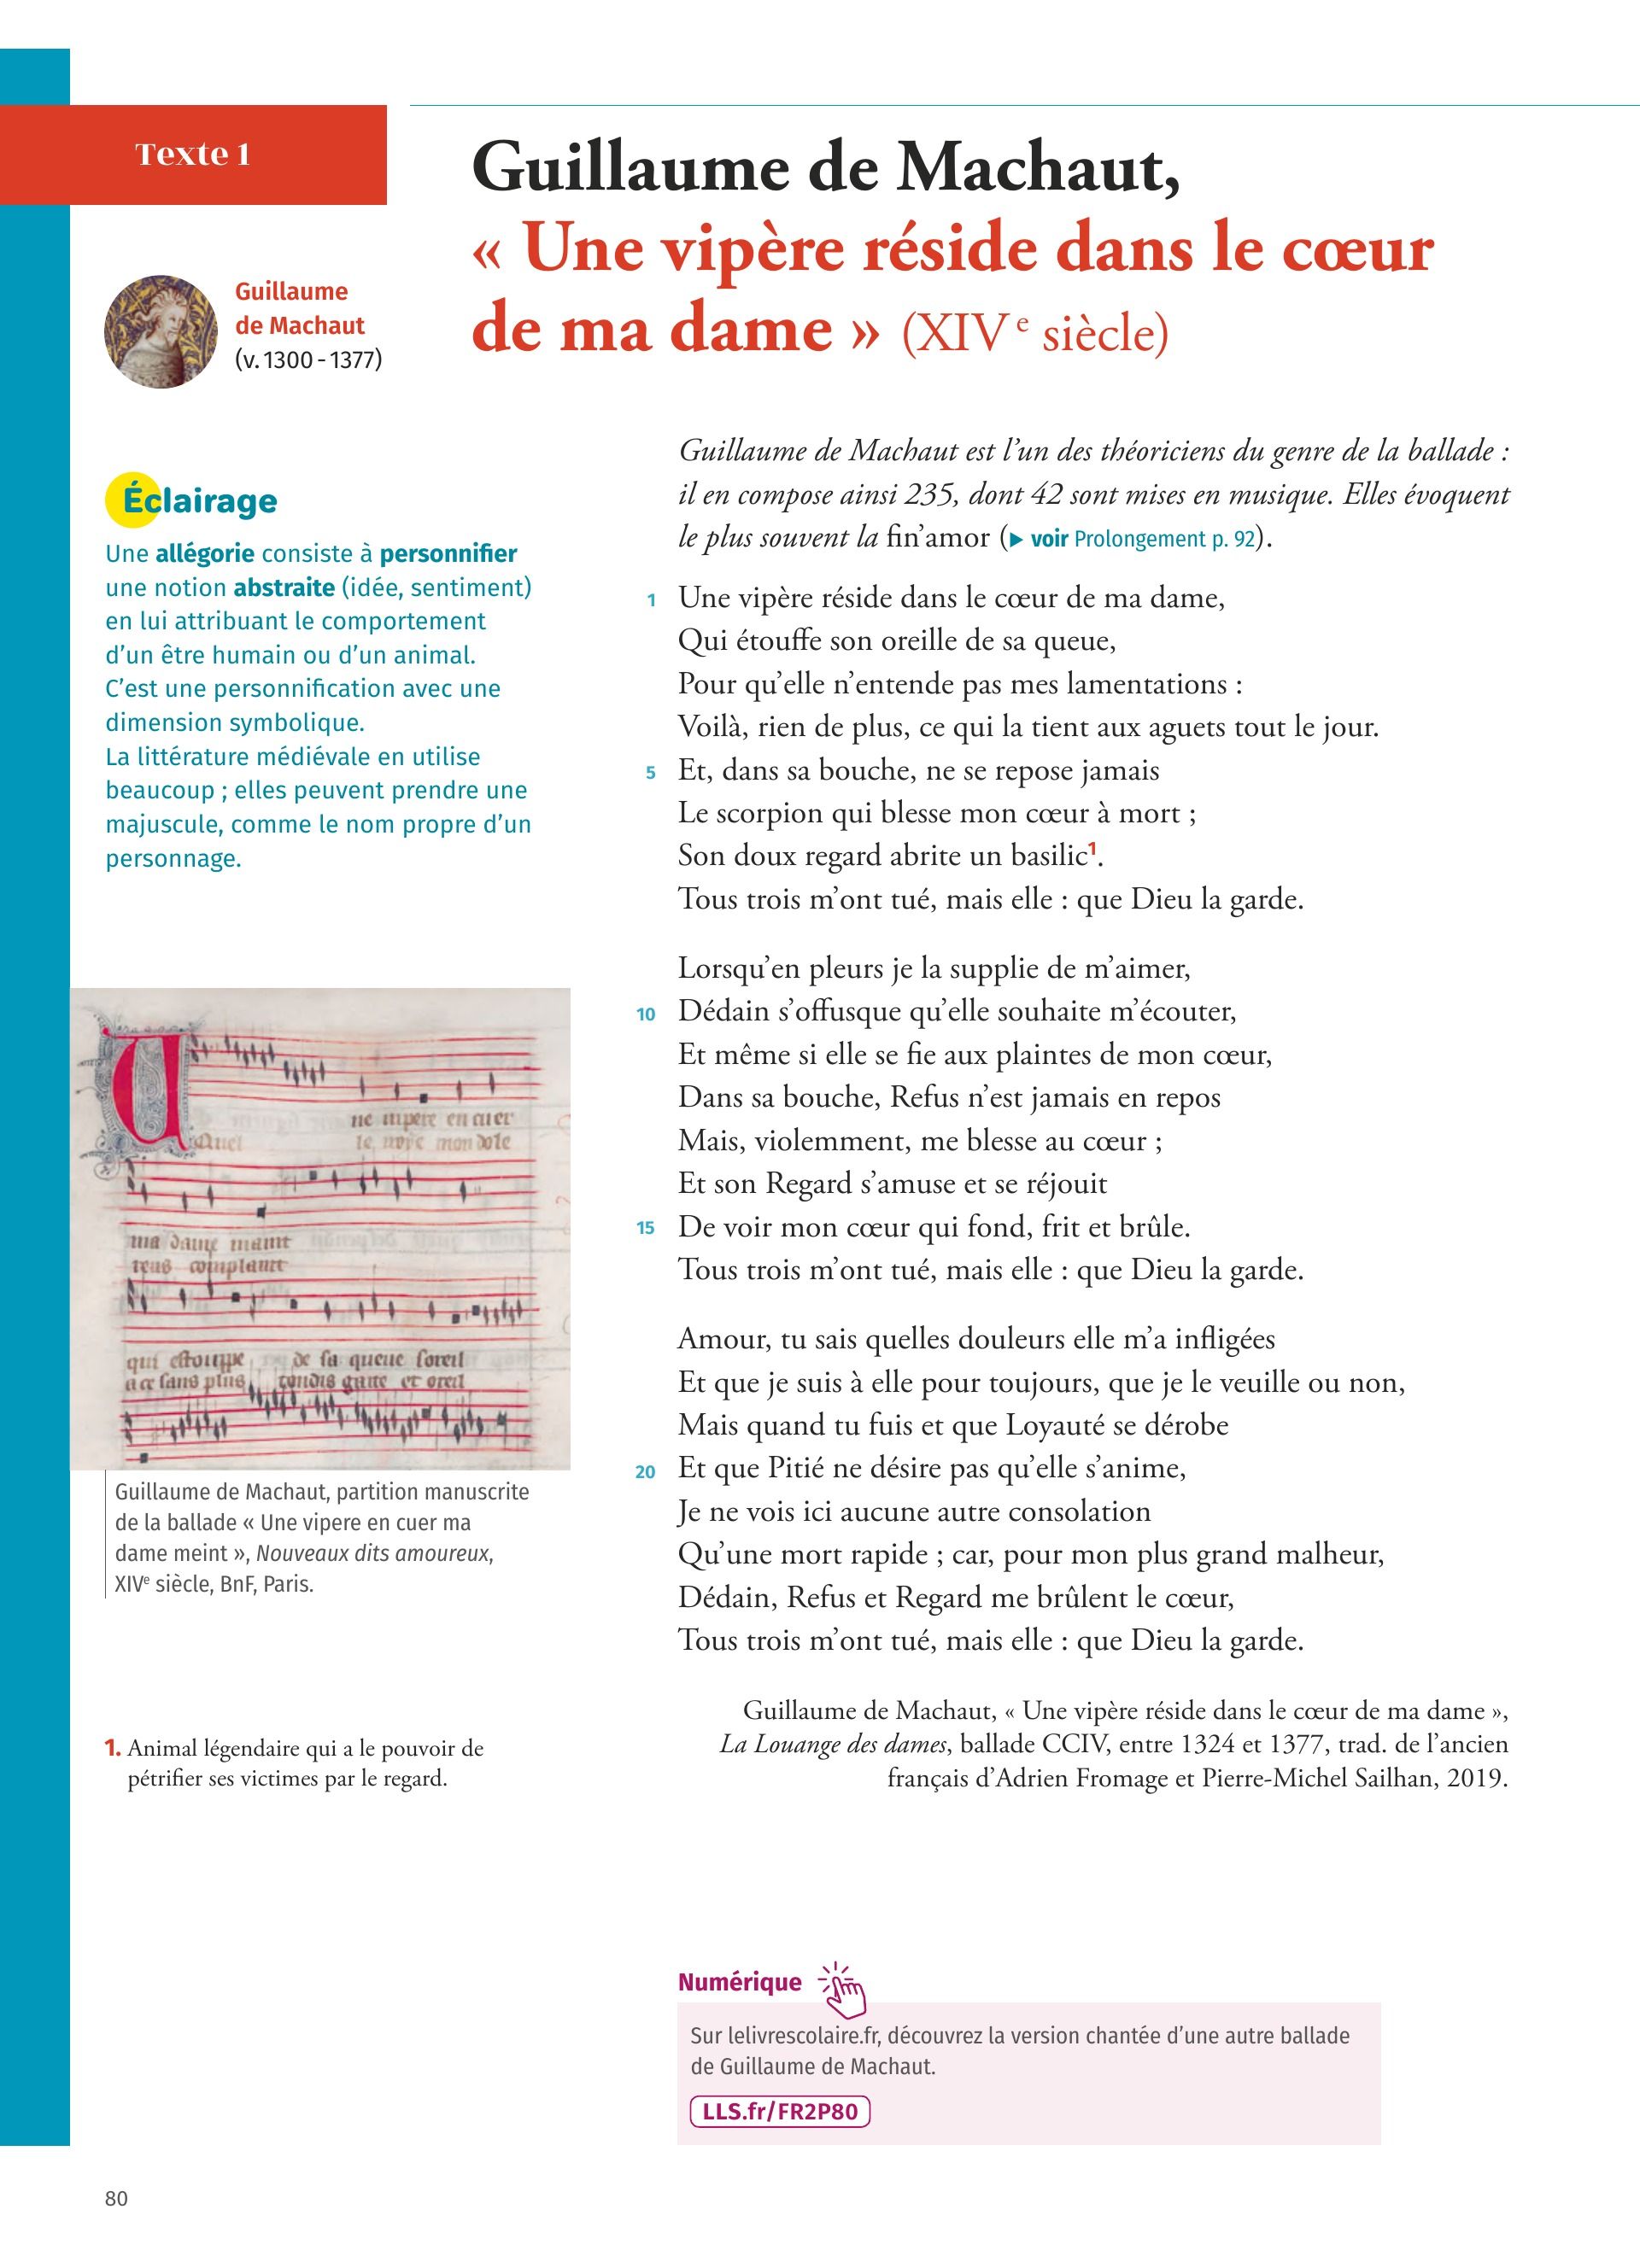 Texte 1
Guillaume de Machaut,
« Une vipère réside dans le cœur
de ma dame » (XIVe siècle)
Guillaume
de Machaut
(v. 1300 - 1377)
Éclairage
Une allégorie consiste à personnifier
une notion abstraite (idée, sentiment)
en lui attribuant le comportement
d'un être humain ou d'un animal.
C'est une personnification avec une
dimension symbolique.
La littérature médiévale en utilise
beaucoup ; elles peuvent prendre une
majuscule, comme le nom propre d'un
personnage.
U
ne vipere en cuer
Quel
ma dame maint
qui estoupe de sa queue soreil
a ce sans plus
Guillaume de Machaut, partition manuscrite
de la ballade « Une vipere en cuer ma
dame meint », Nouveaux dits amoureux,
XIVe siècle, BnF, Paris.
1. Animal légendaire qui a le pouvoir de
pétrifier ses victimes par le regard.
Guillaume de Machaut est l'un des théoriciens du genre de la ballade :
il en compose ainsi 235, dont 42 sont mises en musique. Elles évoquent
le plus souvent la fin'amor (▶ voir Prolongement p. 92).
1 Une vipère réside dans le cœur de ma dame,
Qui étouffe son oreille de sa queue,
Pour qu'elle n'entende pas mes lamentations :
Voilà, rien de plus, ce qui la tient aux aguets tout le jour.
5 Et, dans sa bouche, ne se repose jamais
Le scorpion qui blesse mon cœur à mort ;
Son doux regard abrite un basilic1.
Tous trois m'ont tué, mais elle : que Dieu la garde.
Lorsqu'en pleurs je la supplie de m'aimer,
10 Dédain s'offusque qu'elle souhaite m'écouter,
Et même si elle se fie aux plaintes de mon cœur,
Dans sa bouche, Refus n'est jamais en repos
Mais, violemment, me blesse au cœur ;
Et son Regard s'amuse et se réjouit
15 De voir mon cœur qui fond, frit et brûle.
Tous trois m'ont tué, mais elle : que Dieu la garde.
Amour, tu sais quelles douleurs elle m'a infligées
Et que je suis à elle pour toujours, que je le veuille ou non,
Mais quand tu fuis et que Loyauté se dérobe
20 Et que Pitié ne désire pas qu'elle s'anime,
Je ne vois ici aucune autre consolation
Qu'une mort rapide ; car, pour mon plus grand malheur,
Dédain, Refus et Regard me brûlent le cœur,
Tous trois m'ont tué, mais elle : que Dieu la garde.
Guillaume de Machaut, « Une vipère réside dans le cœur de ma dame »,
La Louange des dames, ballade CCIV, entre 1324 et 1377, trad. de l'ancien
français d'Adrien Fromage et Pierre-Michel Sailhan, 2019.
Numérique
Sur lelivrescolaire.fr, découvrez la version chantée d'une autre ballade
de Guillaume de Machaut.
LLS.fr/FR2P80
80